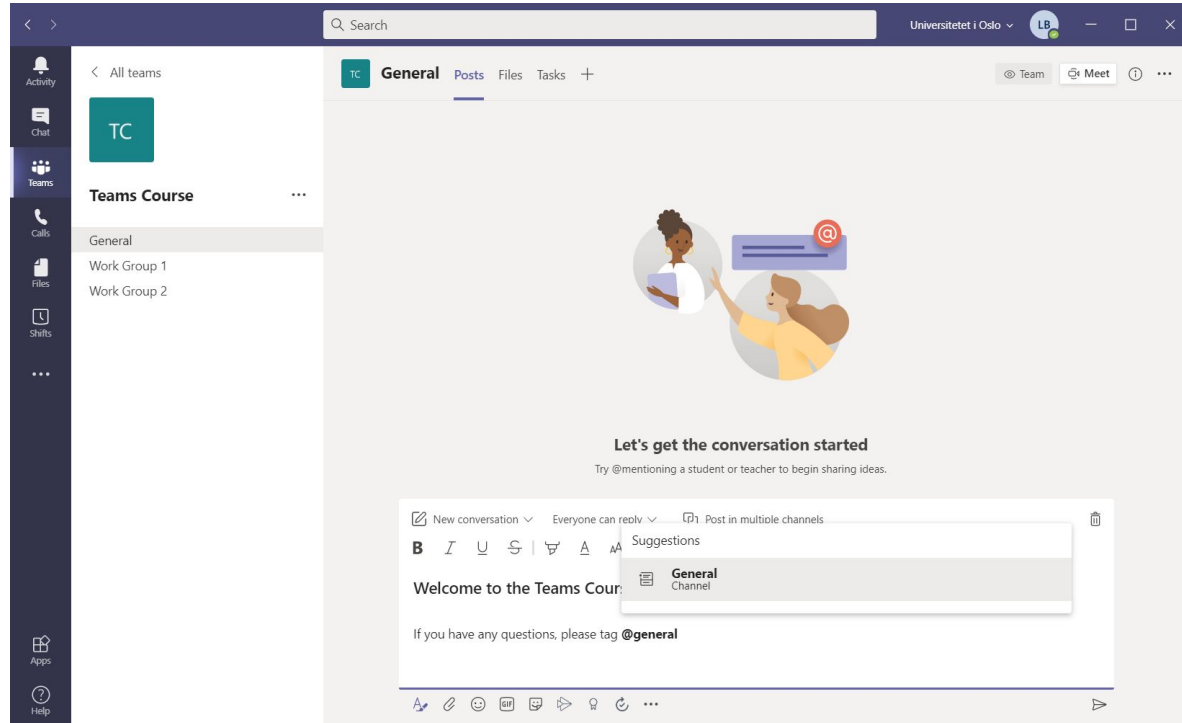 Search
Universitetet i Oslo
LB
Activity
Chat
Teams
Calls
Files
Shifts
Apps
Help
All teams
TC
Teams Course
General
Work Group 1
Work Group 2
TC General Posts Files Tasks
Team Meet
@
Let's get the conversation started
Try @mentioning a student or teacher to begin sharing ideas.
New conversation Everyone can reply Post in multiple channels
B I U S A AA
Suggestions
General
Channel
Welcome to the Teams Cour
If you have any questions, please tag @general
GIF